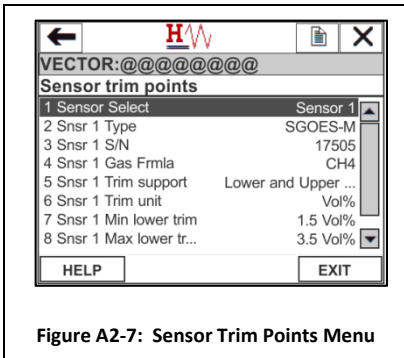 H
VECTOR:@@@@@@@@
Sensor trim points
1 Sensor Select Sensor 1
2 Snsr 1 Type SGOES-M
3 Snsr 1 S/N 17505
4 Snsr 1 Gas Frmla CH4
5 Snsr 1 Trim support Lower and Upper ...
6 Snsr 1 Trim unit Vol%
7 Snsr 1 Min lower trim 1.5 Vol%
8 Snsr 1 Max lower tr... 3.5 Vol%
HELP EXIT
Figure A2-7: Sensor Trim Points Menu